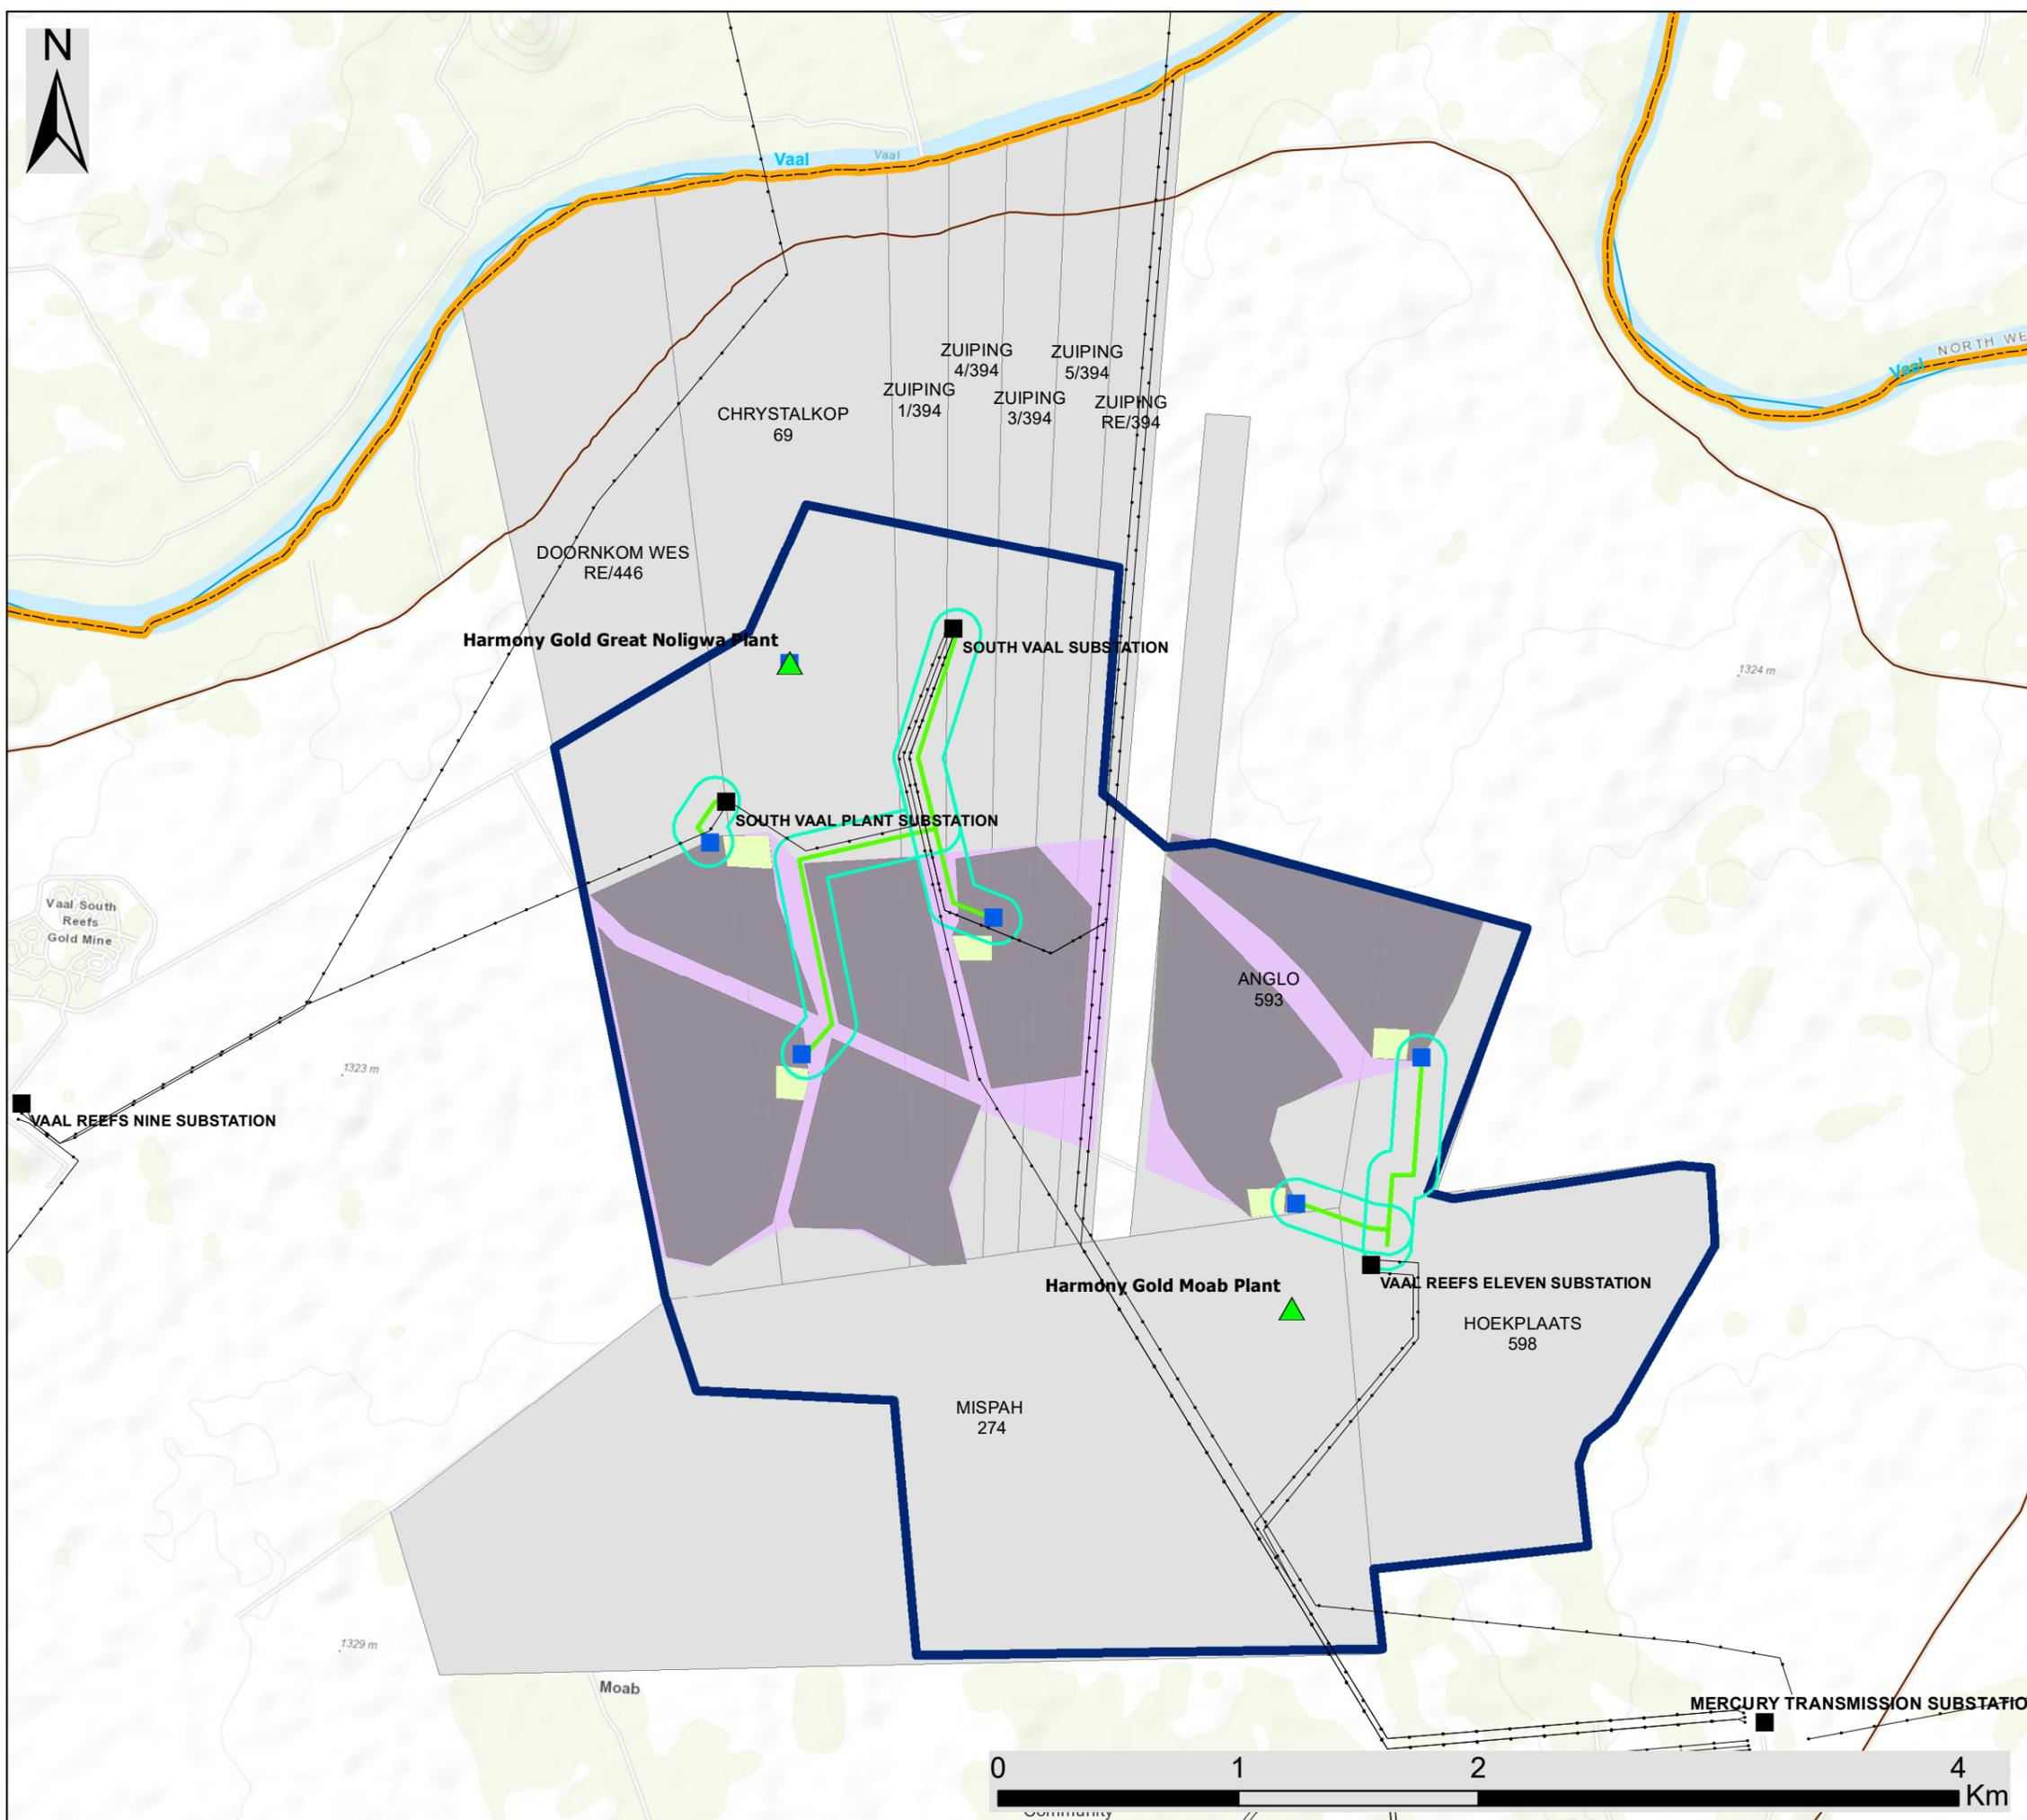 N
Vaal
Vaal
NORTH WE
Vaal
ZUIPING
4/394
ZUIPING
5/394
ZUIPING
1/394
ZUIPING
3/394
ZUIPING
RE/394
CHRYSTALKOP
69
DOORNKOM WES
RE/446
Harmony Gold Great Noligwa Plant
SOUTH VAAL SUBSTATION
1324 m
SOUTH VAAL PLANT SUBSTATION
Vaal South
Reefs
Gold Mine
ANGLO
593
1323 m
VAAL REEFS NINE SUBSTATION
Harmony Gold Moab Plant
VAAL REEFS ELEVEN SUBSTATION
HOEKPLAATS
598
MISPAH
274
1329 m
Moab
MERCURY TRANSMISSION SUBSTATIO
0 1 2 4
Km
Community